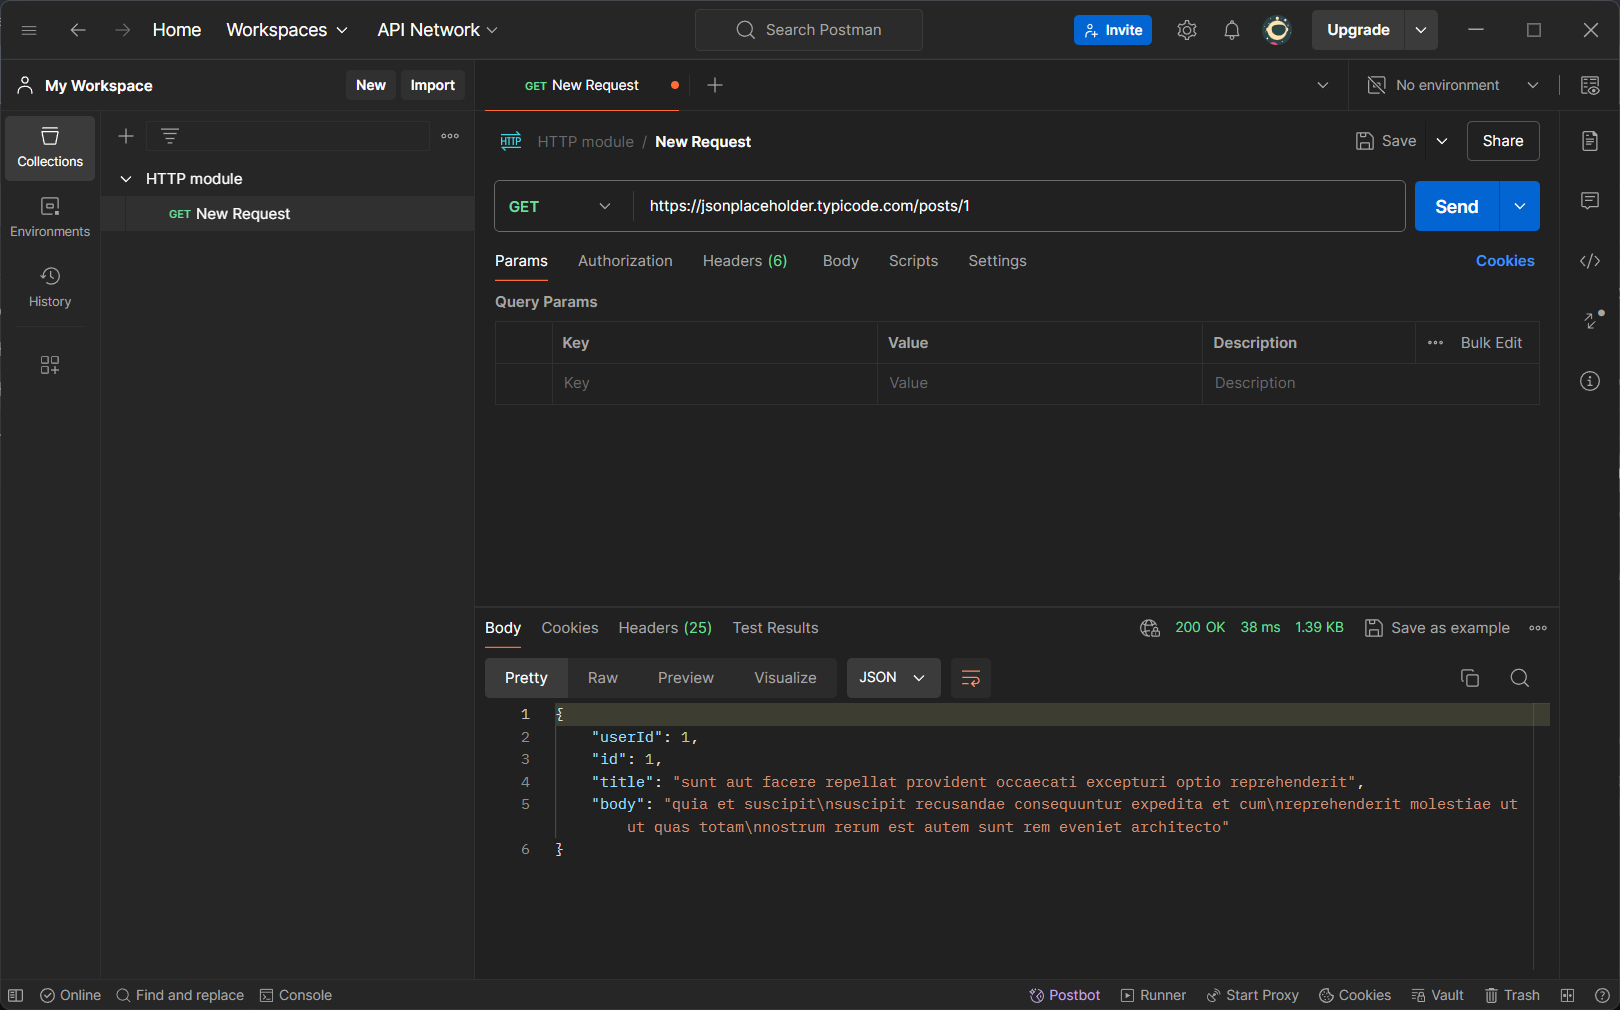 Home Workspaces API Network Search Postman Invite Upgrade
My Workspace New Import GET New Request No environment
Collections
HTTP module / New Request Save Share
HTTP module
GET New Request
GET https://jsonplaceholder.typicode.com/posts/1 Send
Environments
Params Authorization Headers (6) Body Scripts Settings Cookies
History
Query Params
Key Value Description Bulk Edit
Key Value Description
Body Cookies Headers (25) Test Results 200 OK 38 ms 1.39 KB Save as example
Pretty Raw Preview Visualize JSON
1 {
2 "userId": 1,
3 "id": 1,
4 "title": "sunt aut facere repellat provident occaecati excepturi optio reprehenderit",
5 "body": "quia et suscipit\nsuscipit recusandae consequuntur expedita et cum\nreprehenderit molestiae ut
ut quas totam\nnostrum rerum est autem sunt rem eveniet architecto"
6 }
Online Find and replace Console Postbot Runner Start Proxy Cookies Vault Trash